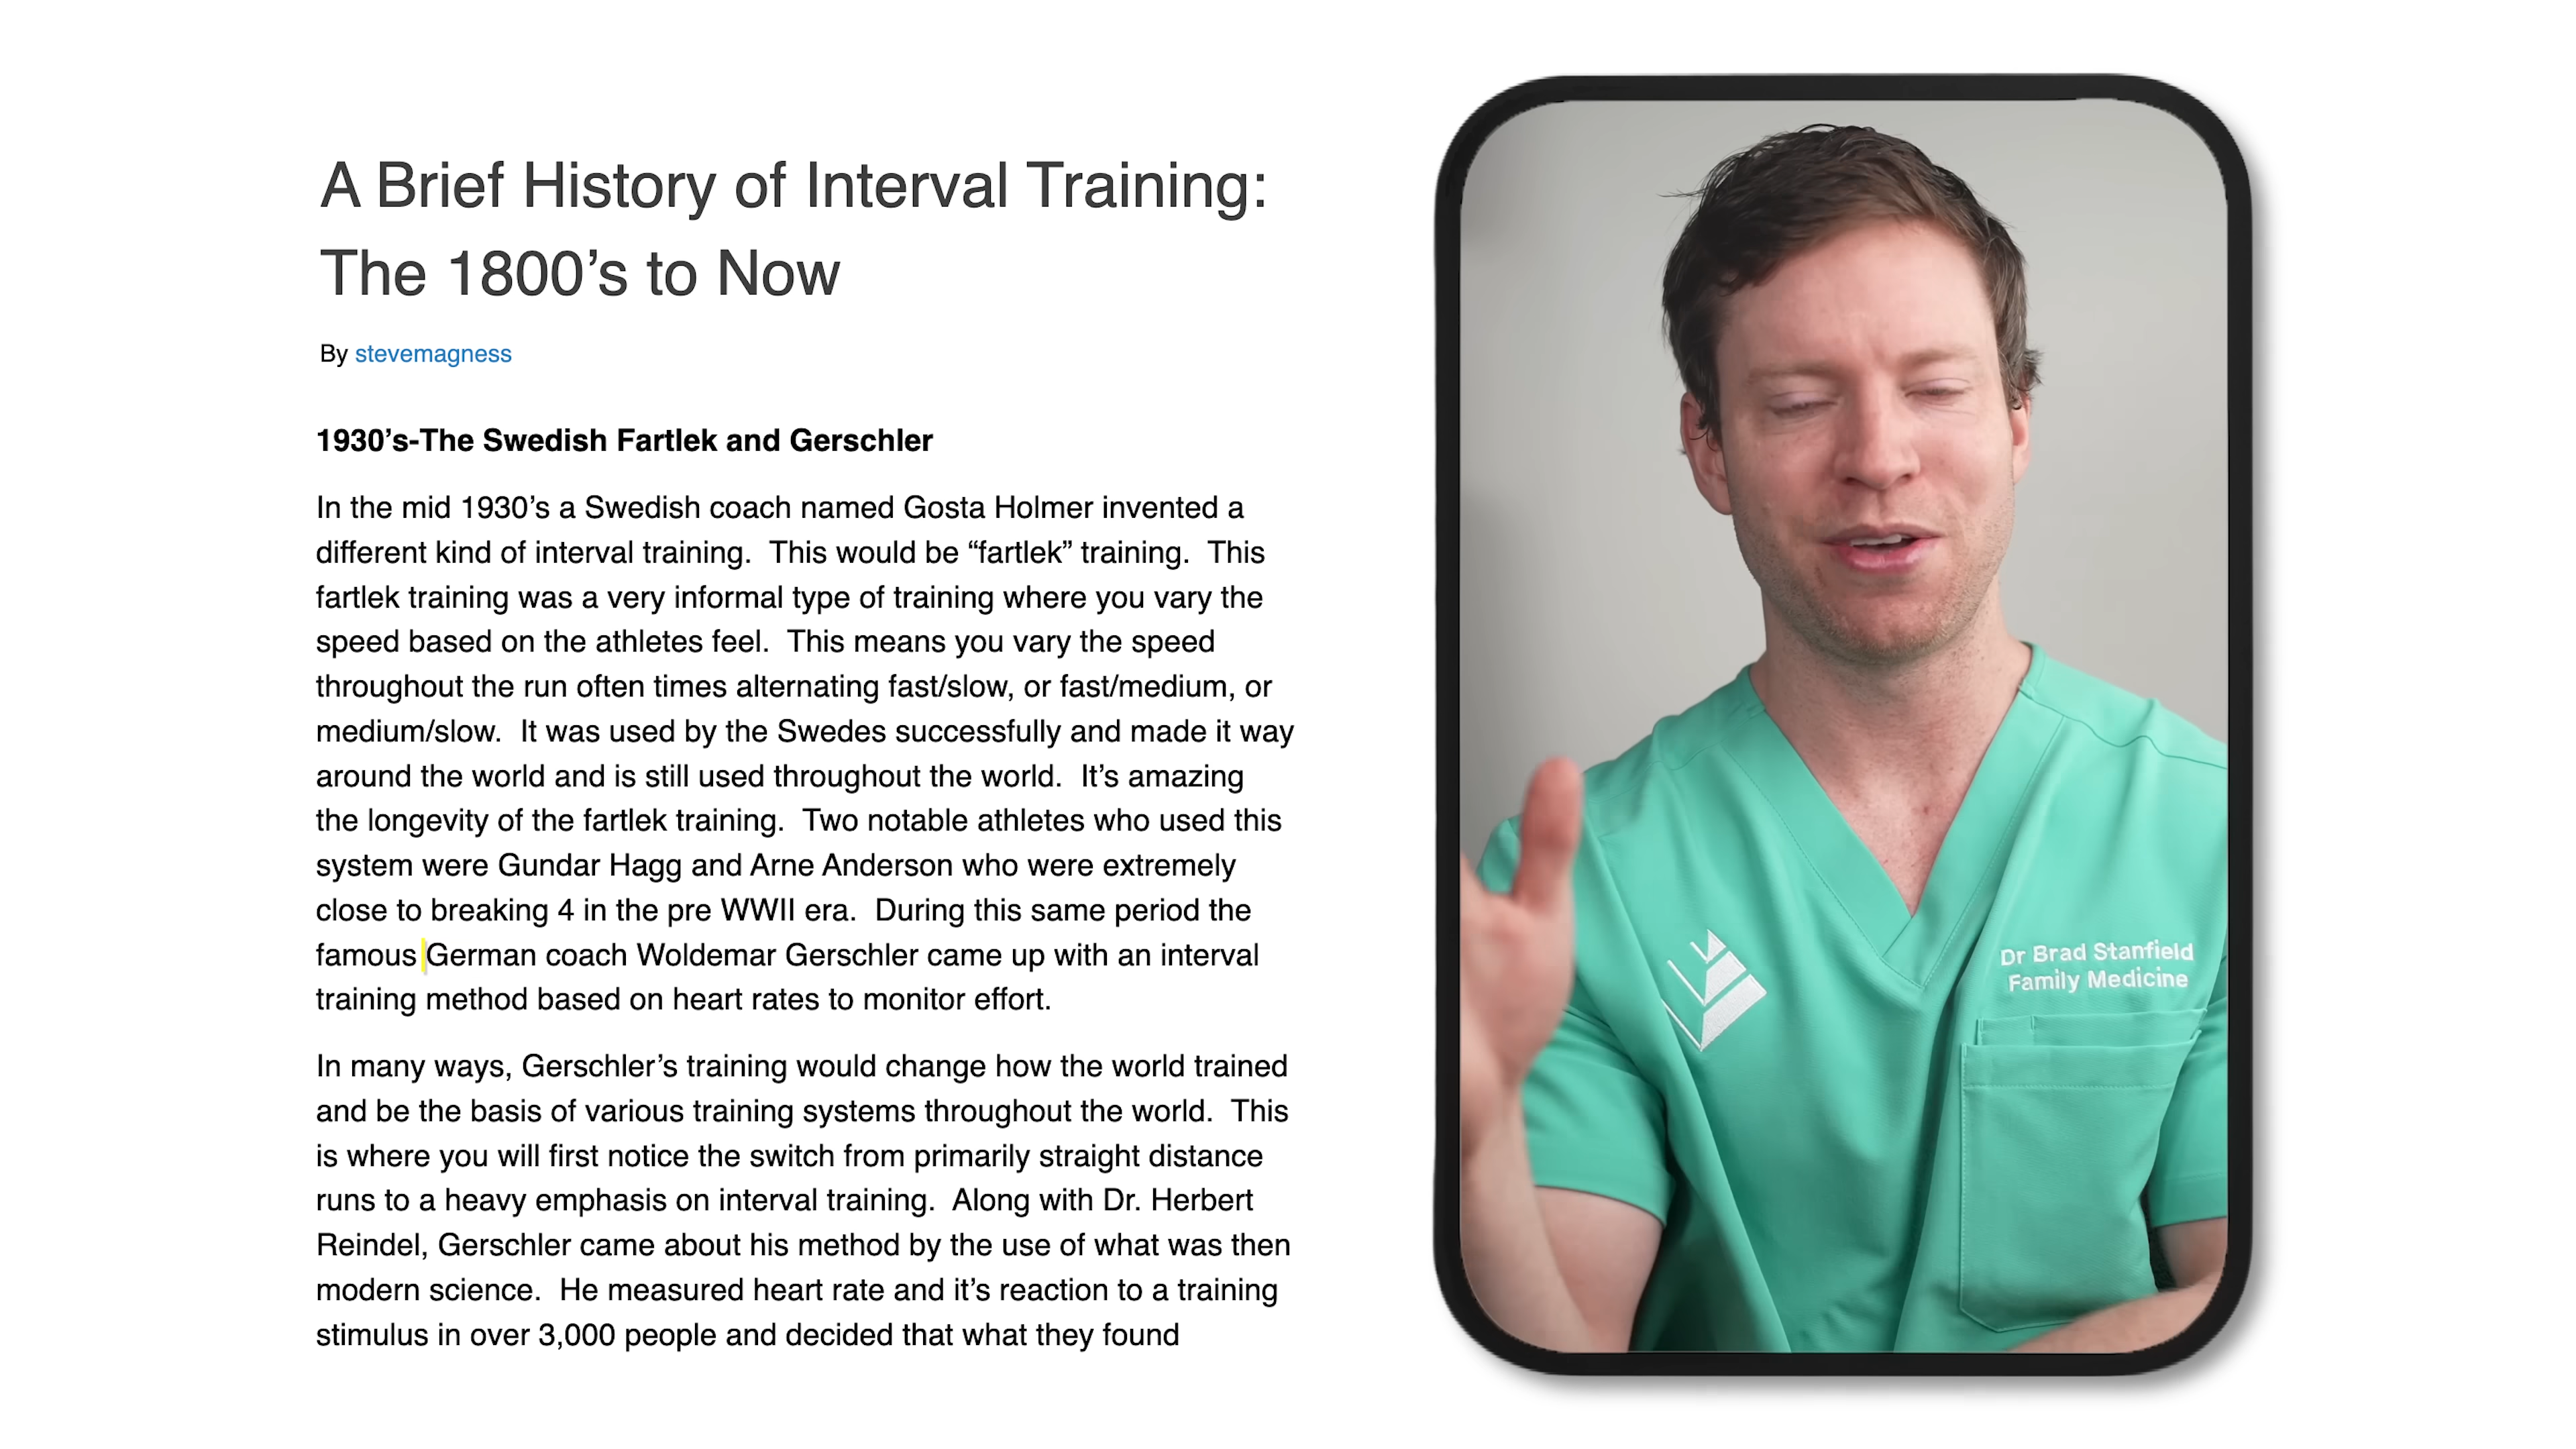 A Brief History of Interval Training:
The 1800’s to Now
By stevemagness
1930’s-The Swedish Fartlek and Gerschler
In the mid 1930’s a Swedish coach named Gosta Holmer invented a
different kind of interval training.  This would be “fartlek” training.  This
fartlek training was a very informal type of training where you vary the
speed based on the athletes feel.  This means you vary the speed
throughout the run often times alternating fast/slow, or fast/medium, or
medium/slow.  It was used by the Swedes successfully and made it way
around the world and is still used throughout the world.  It’s amazing
the longevity of the fartlek training.  Two notable athletes who used this
system were Gundar Hagg and Arne Anderson who were extremely
close to breaking 4 in the pre WWII era.  During this same period the
famous German coach Woldemar Gerschler came up with an interval
training method based on heart rates to monitor effort.
In many ways, Gerschler’s training would change how the world trained
and be the basis of various training systems throughout the world.  This
is where you will first notice the switch from primarily straight distance
runs to a heavy emphasis on interval training.  Along with Dr. Herbert
Reindel, Gerschler came about his method by the use of what was then
modern science.  He measured heart rate and it’s reaction to a training
stimulus in over 3,000 people and decided that what they found
Dr Brad Stanfield
Family Medicine